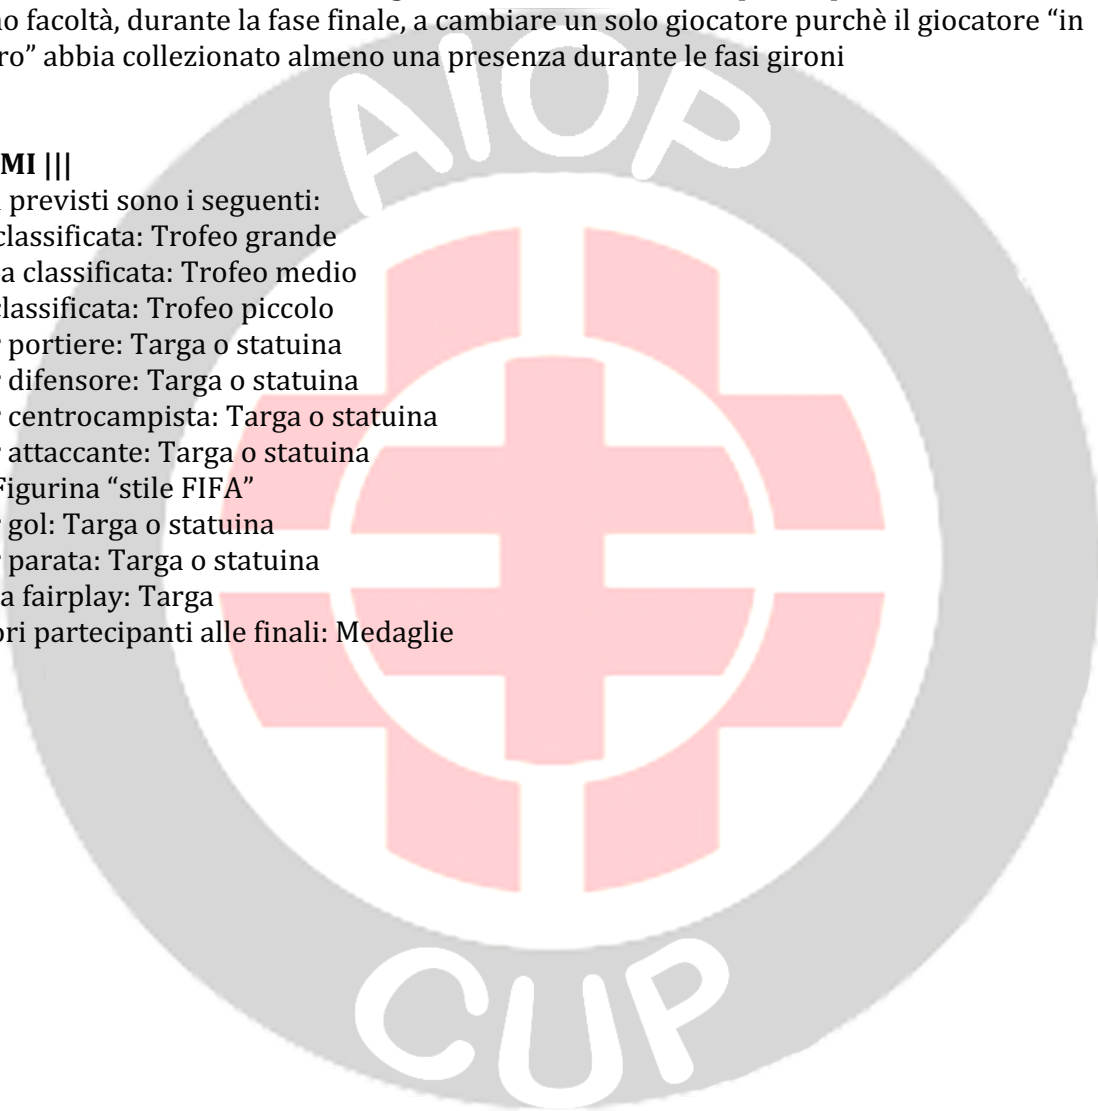 no facoltà, durante la fase finale, a cambiare un solo giocatore purchè il giocatore “in
ro” abbia collezionato almeno una presenza durante le fasi gironi
MI |||
previsti sono i seguenti:
classificata: Trofeo grande
a classificata: Trofeo medio
lassificata: Trofeo piccolo
r portiere: Targa o statuina
r difensore: Targa o statuina
r centrocampista: Targa o statuina
r attaccante: Targa o statuina
Figurina “stile FIFA”
r gol: Targa o statuina
r parata: Targa o statuina
a fairplay: Targa
ori partecipanti alle finali: Medaglie
AIOP
CUP